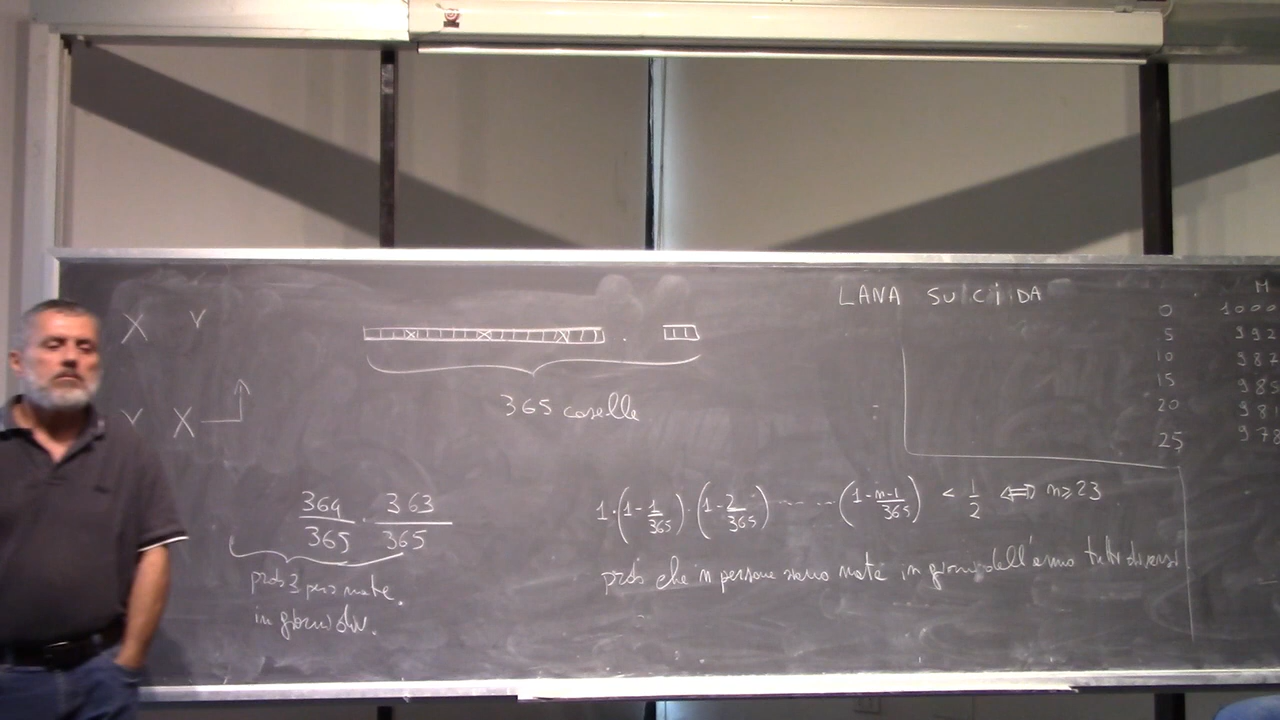 X Y
Y X
365 caselle
364/365 · 363/365
prob 3 pers nate
in giorni div.
LANA SUICIDA
M
0 1000
5 992
10 987
15 985
20 981
25 978
1·(1-1/365)·(1-2/365)······(1-n-1/365) < 1/2 ⟺ n≥23
prob che n persone siano nate in giorni dell'anno tutti diversi